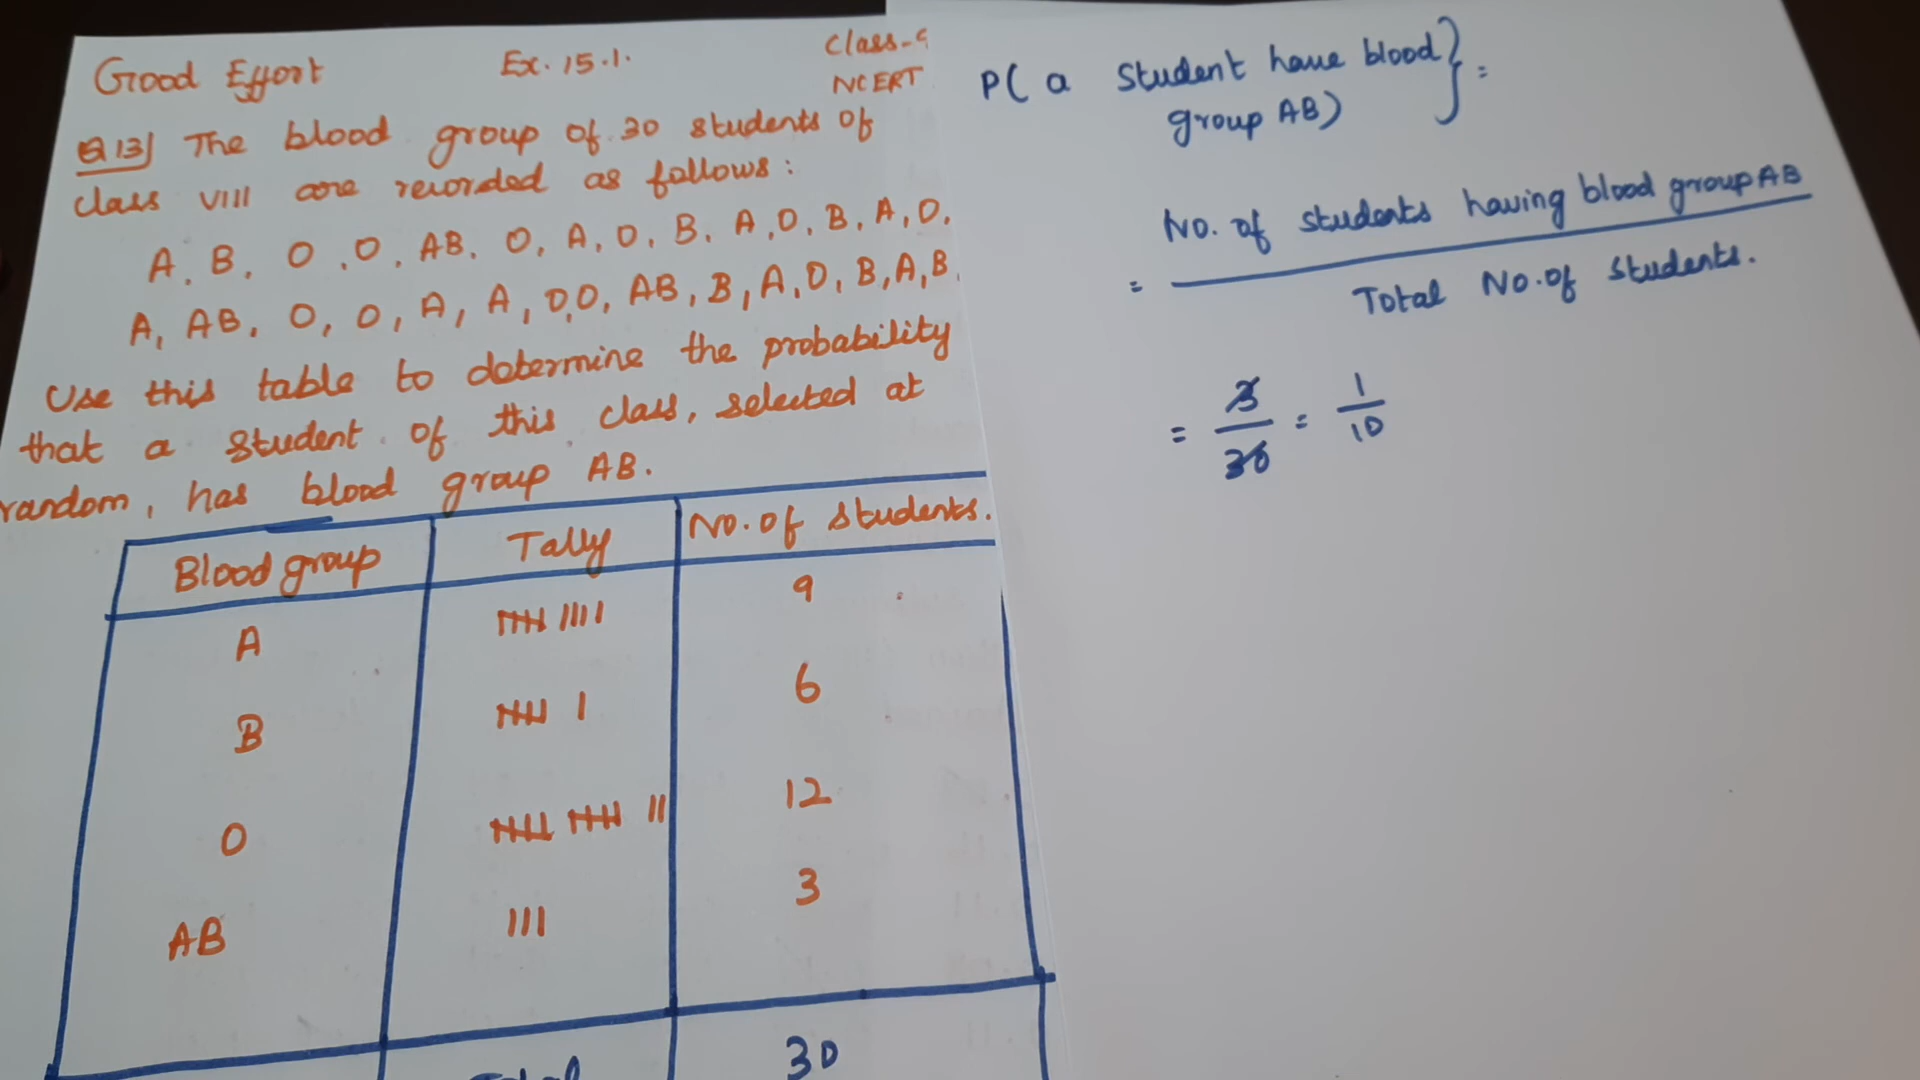 Good Effort
Ex. 15.1.
Class-9
NCERT
Q 13) The blood group of 30 students of
class VIII are recorded as follows:
A, B, O, O, AB, O, A, O, B, A, O, B, A, O,
A, AB, O, O, A, A, O,O, AB, B, A, O, B, A, B,
Use this table to determine the probability
that a student of this class, selected at
random, has blood group AB.
Blood group Tally No. of students.
A 𝍸 |||| 9
B 𝍸 | 6
O 𝍸 𝍸 || 12
AB ||| 3
Total 30
P( a student have blood } =
group AB)
= No. of students having blood group AB
Total No. of students.
= 3/30 = 1/10